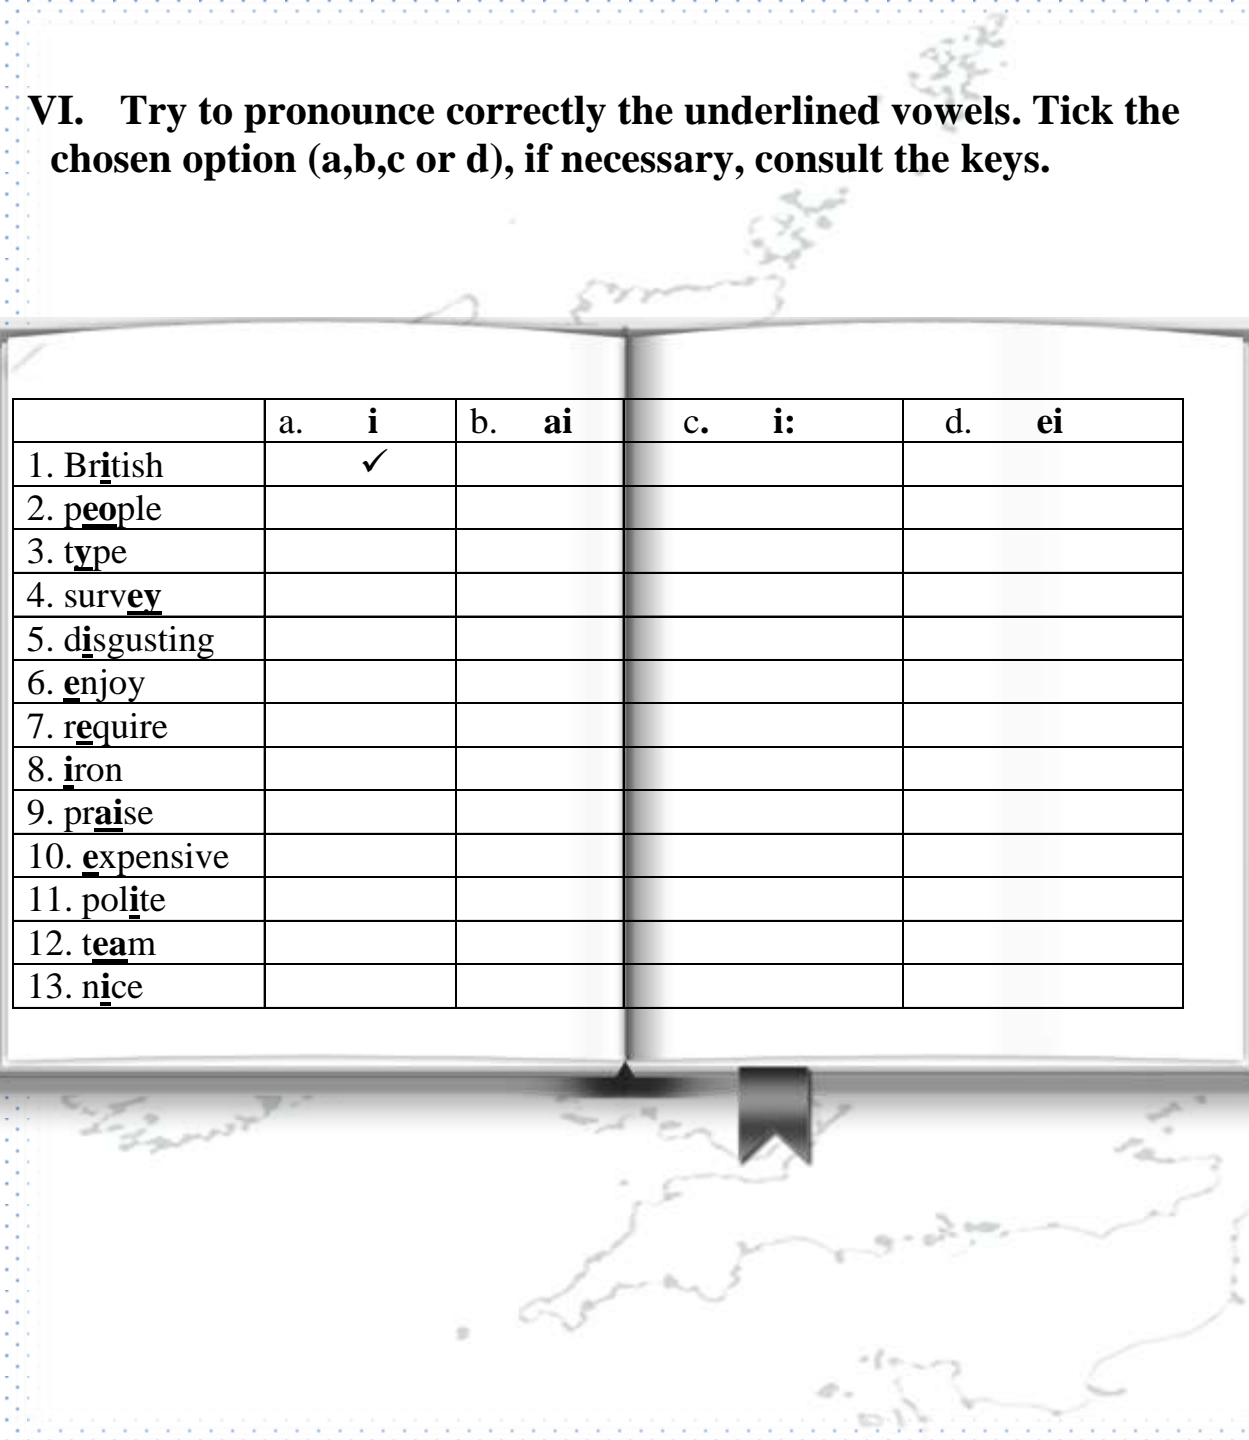 VI. Try to pronounce correctly the underlined vowels. Tick the
chosen option (a,b,c or d), if necessary, consult the keys.
a. i b. ai c. i: d. ei
1. British ✓
2. people
3. type
4. survey
5. disgusting
6. enjoy
7. require
8. iron
9. praise
10. expensive
11. polite
12. team
13. nice